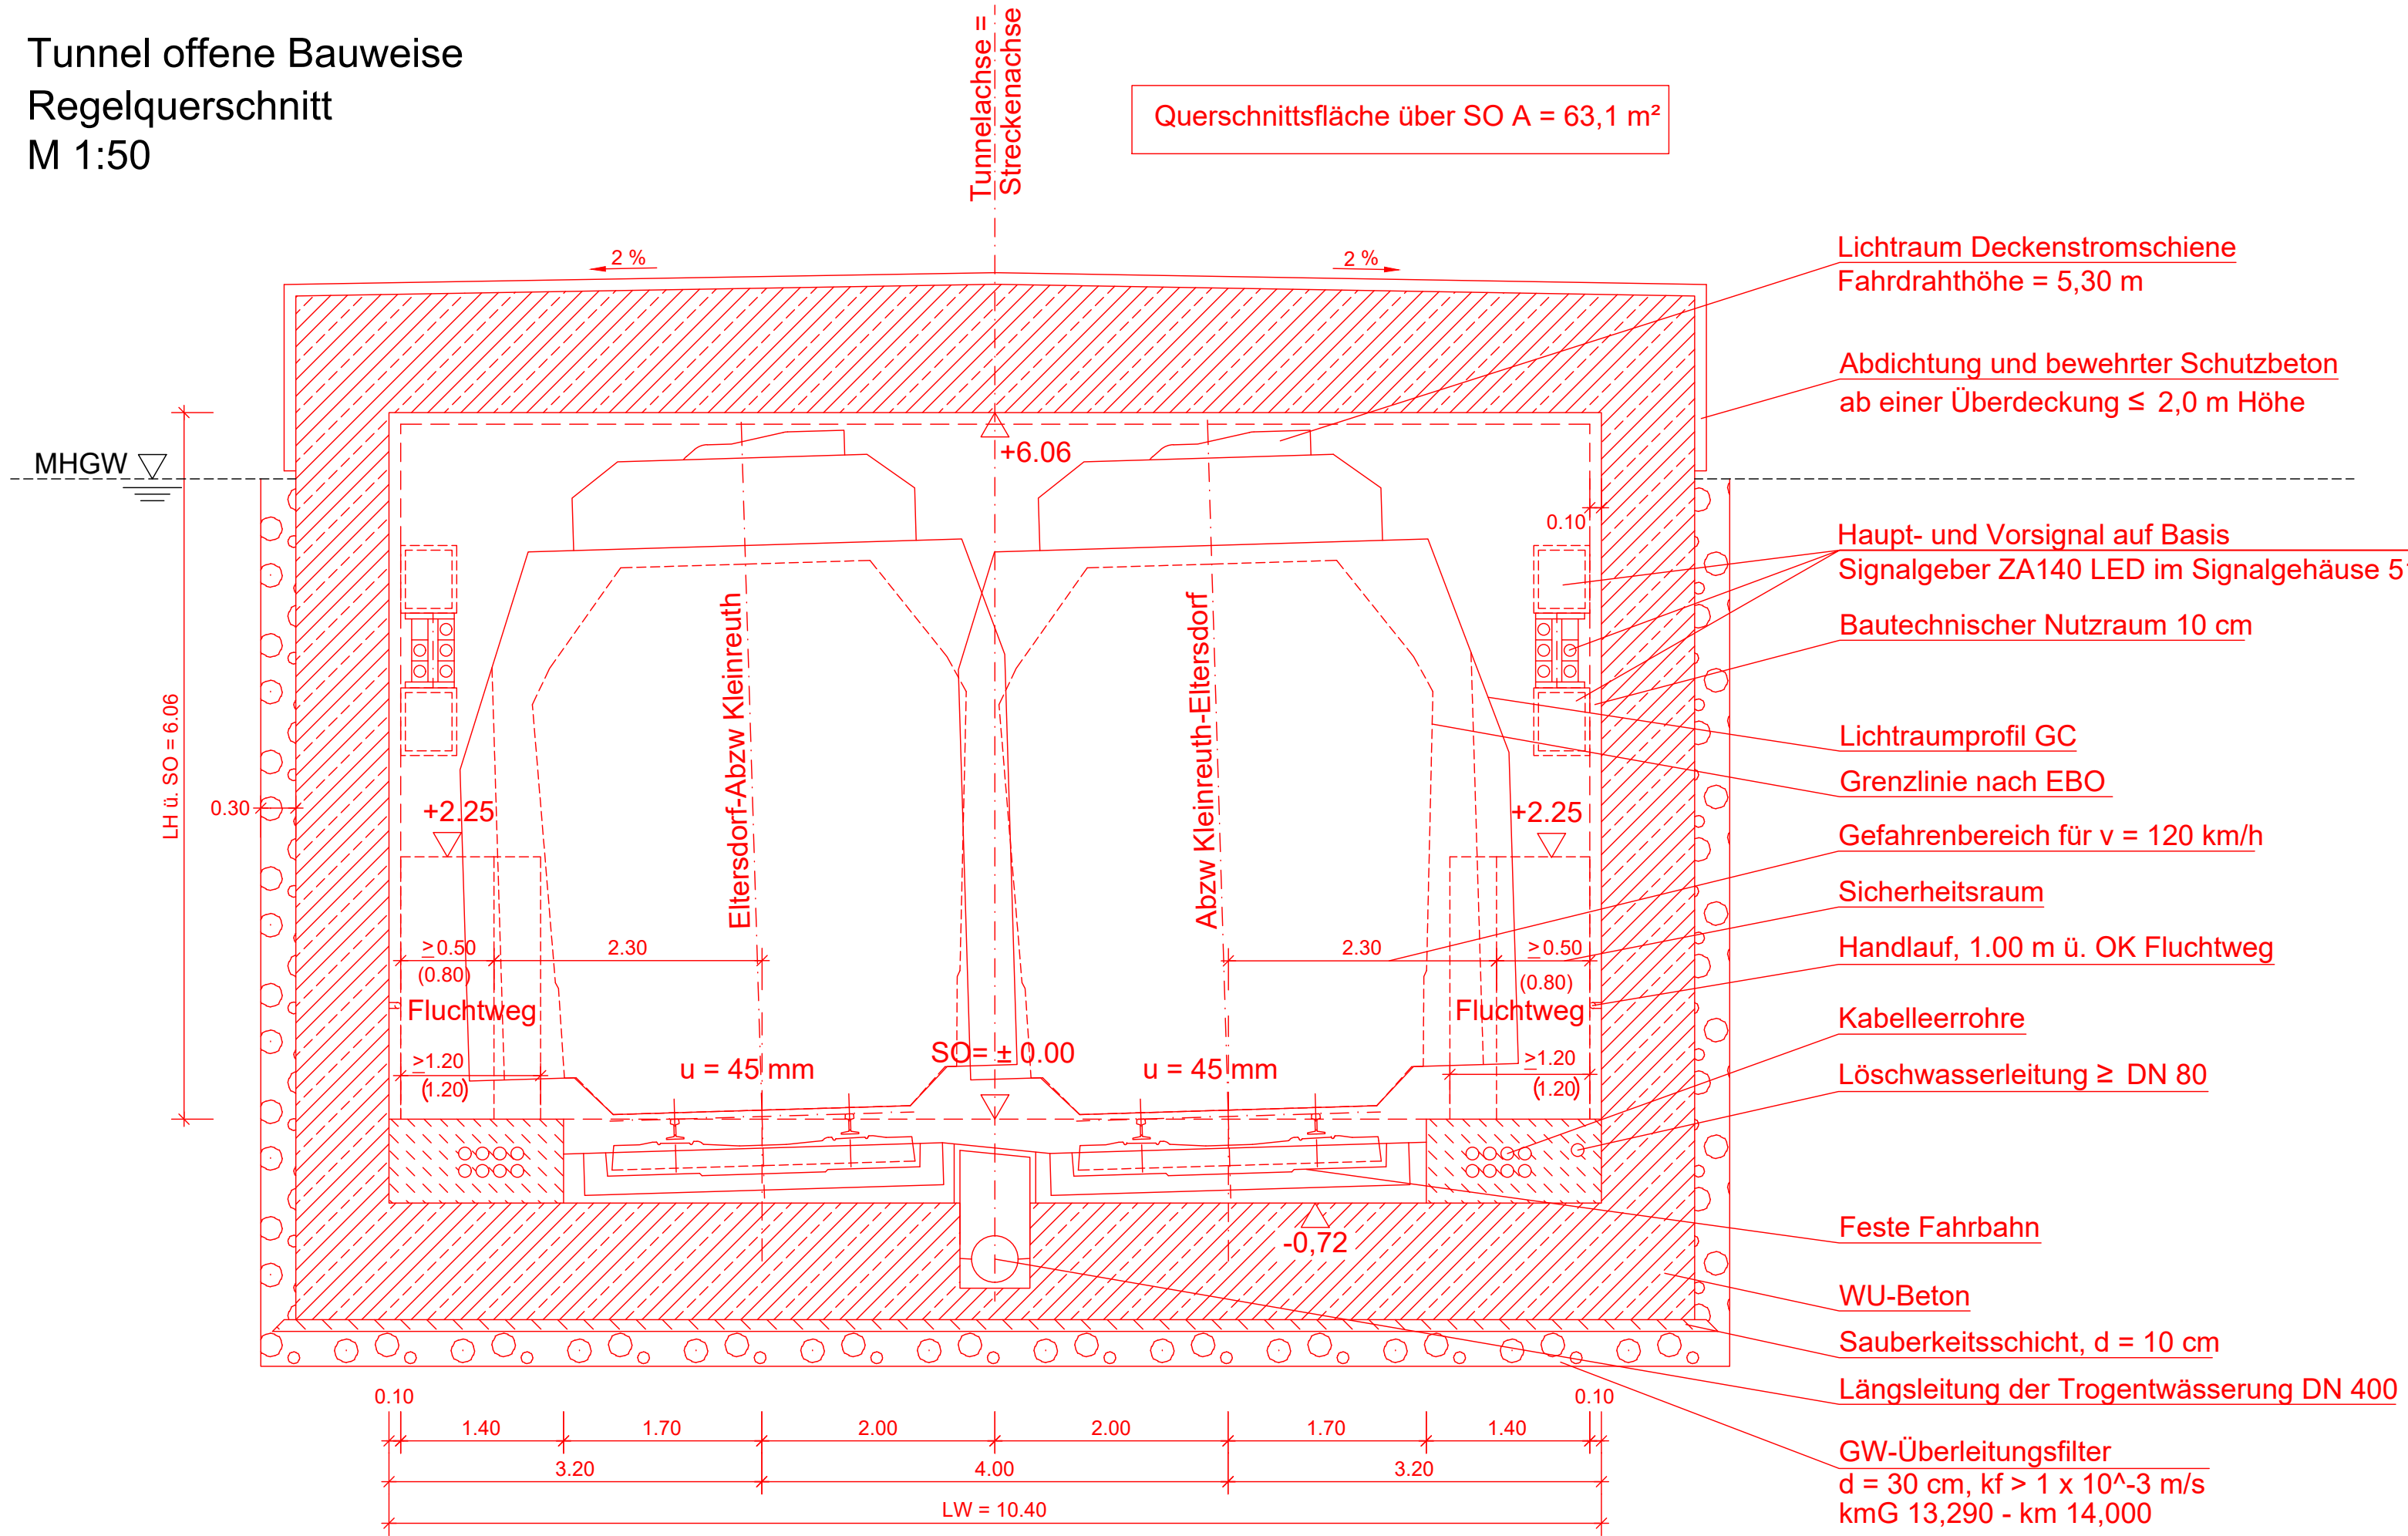 Tunnel offene Bauweise
Regelquerschnitt
M 1:50
Tunnelachse =
Streckenachse
Querschnittsfläche über SO A = 63,1 m²
2 %
2 %
Lichtraum Deckenstromschiene
Fahrdrahthöhe = 5,30 m
Abdichtung und bewehrter Schutzbeton
ab einer Überdeckung ≤ 2,0 m Höhe
MHGW
+6.06
0.10
Haupt- und Vorsignal auf Basis
Signalgeber ZA140 LED im Signalgehäuse 5
Bautechnischer Nutzraum 10 cm
Eltersdorf-Abzw Kleinreuth
Abzw Kleinreuth-Eltersdorf
LH ü. SO = 6.06
0.30
Lichtraumprofil GC
Grenzlinie nach EBO
+2.25
+2.25
Gefahrenbereich für v = 120 km/h
Sicherheitsraum
≥0.50
(0.80)
2.30
2.30
≥0.50
(0.80)
Handlauf, 1.00 m ü. OK Fluchtweg
Fluchtweg
Fluchtweg
Kabelleerrohre
SO= ± 0.00
≥1.20
(1.20)
u = 45 mm
u = 45 mm
≥1.20
(1.20)
Löschwasserleitung ≥ DN 80
Feste Fahrbahn
-0,72
WU-Beton
Sauberkeitsschicht, d = 10 cm
Längsleitung der Trogentwässerung DN 400
0.10
0.10
1.40
1.70
2.00
2.00
1.70
1.40
3.20
4.00
3.20
LW = 10.40
GW-Überleitungsfilter
d = 30 cm, kf > 1 x 10^-3 m/s
kmG 13,290 - km 14,000